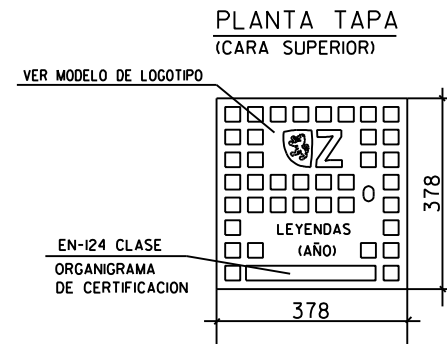 PLANTA TAPA
(CARA SUPERIOR)
VER MODELO DE LOGOTIPO
Z
LEYENDAS
(AÑO)
EN-124 CLASE
ORGANIGRAMA
DE CERTIFICACION
378
378